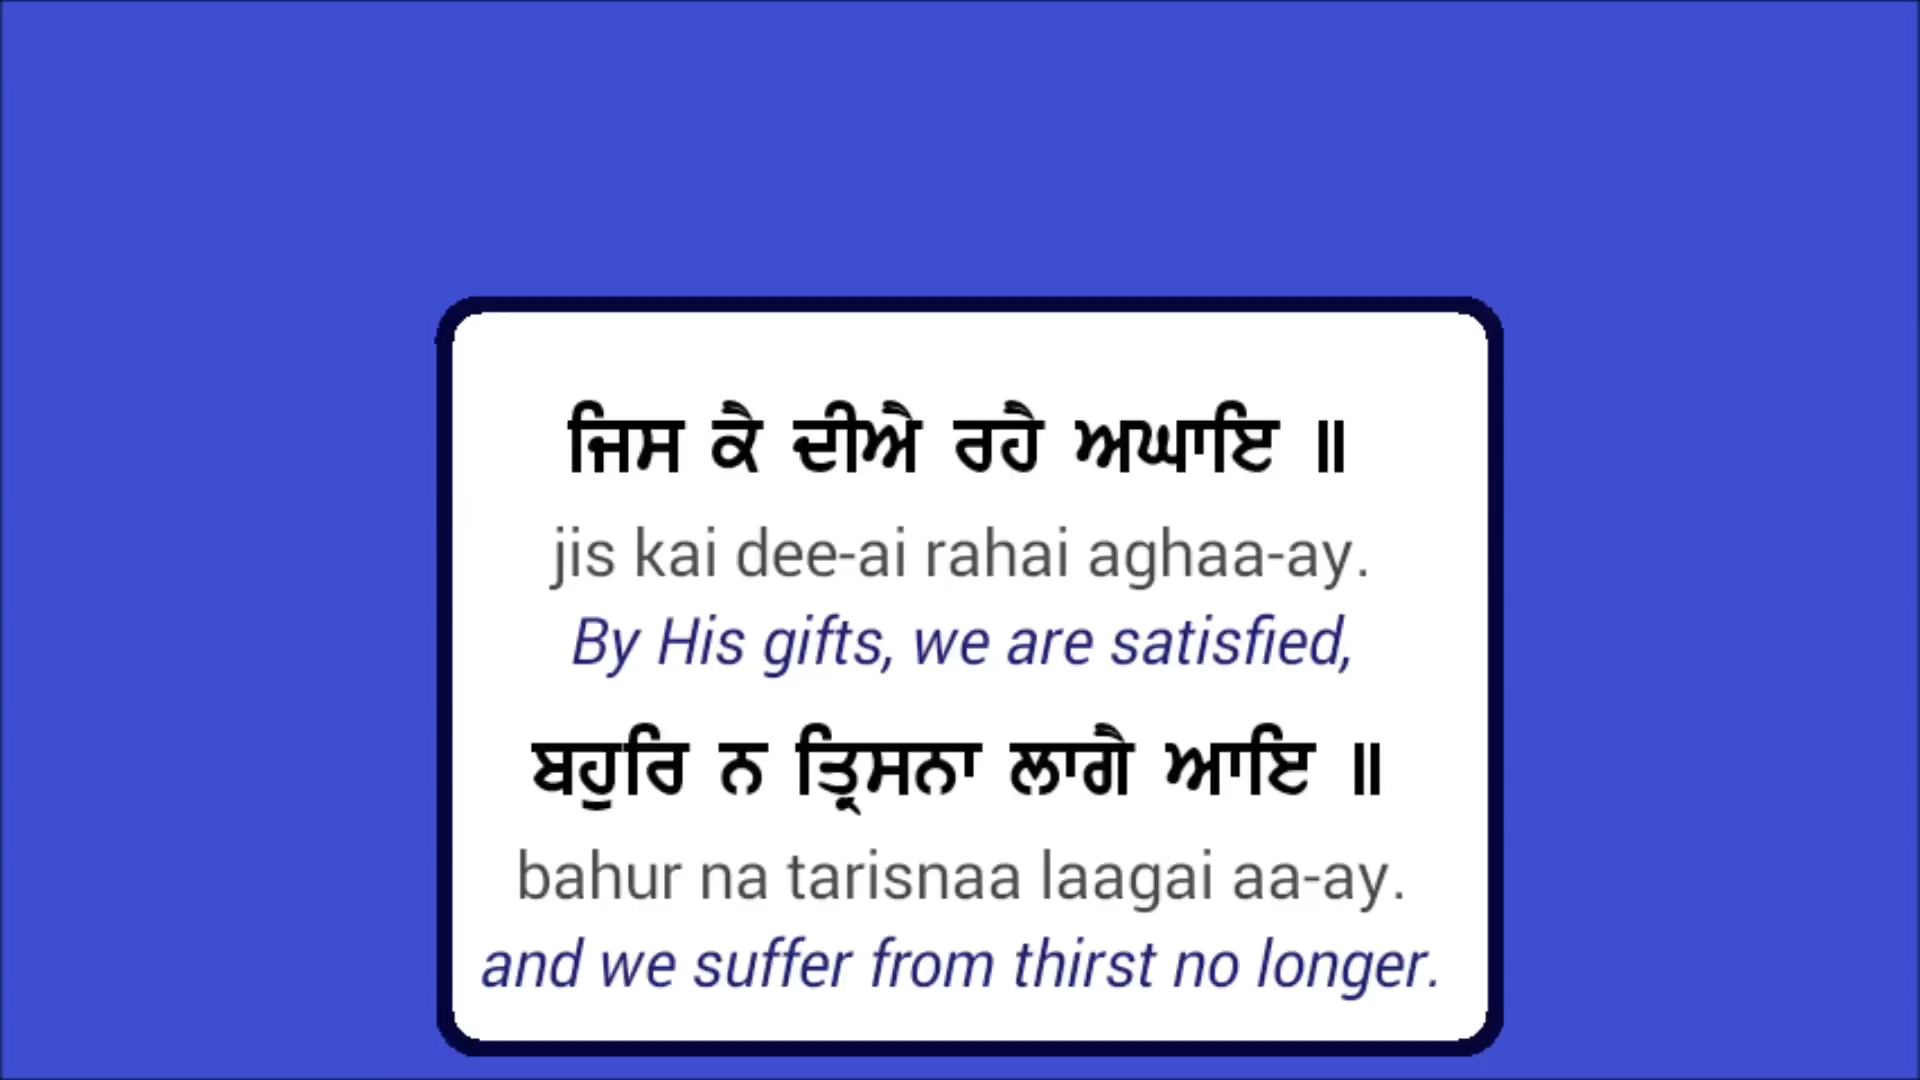 ਜਿਸ ਕੈ ਦੀਐ ਰਹੈ ਅਘਾਇ ॥
jis kai dee-ai rahai aghaa-ay.
By His gifts, we are satisfied,
ਬਹੁਰਿ ਨ ਤ੍ਰਿਸਨਾ ਲਾਗੈ ਆਇ ॥
bahur na tarisnaa laagai aa-ay.
and we suffer from thirst no longer.